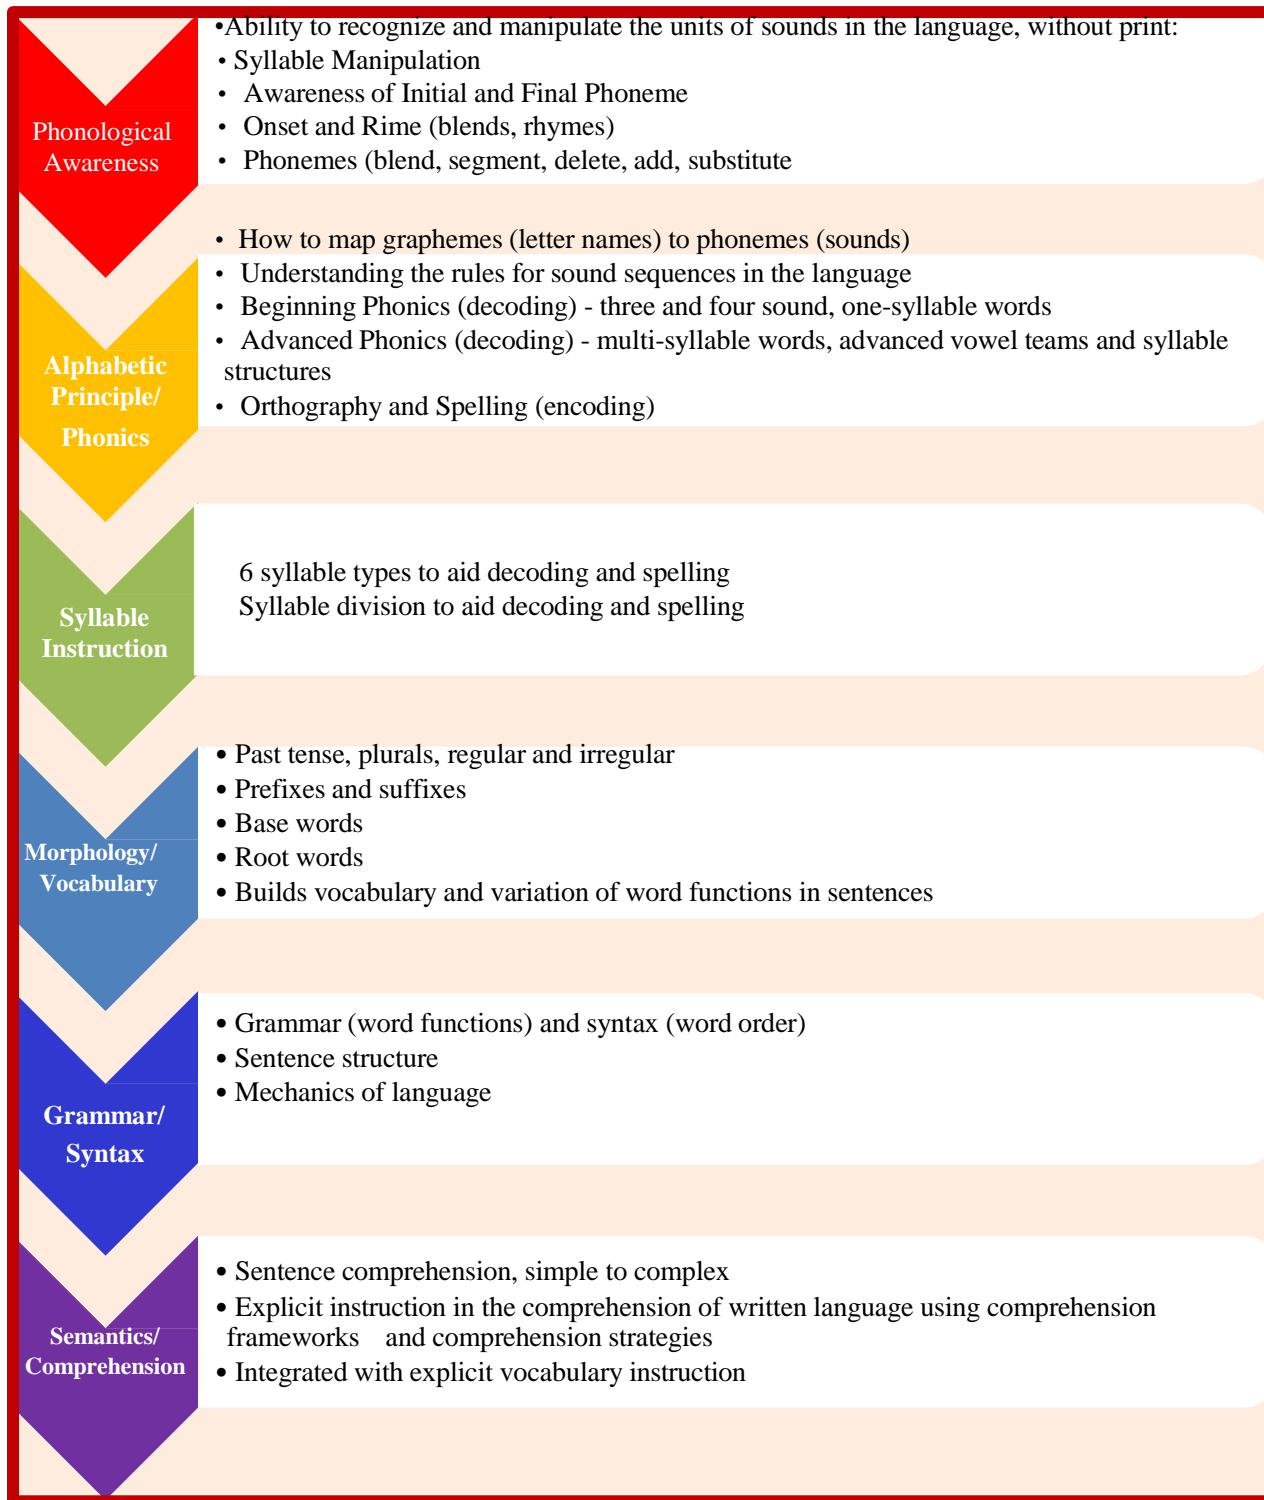 •Ability to recognize and manipulate the units of sounds in the language, without print:
• Syllable Manipulation
• Awareness of Initial and Final Phoneme
• Onset and Rime (blends, rhymes)
• Phonemes (blend, segment, delete, add, substitute
Phonological
Awareness
• How to map graphemes (letter names) to phonemes (sounds)
• Understanding the rules for sound sequences in the language
• Beginning Phonics (decoding) - three and four sound, one-syllable words
• Advanced Phonics (decoding) - multi-syllable words, advanced vowel teams and syllable
structures
• Orthography and Spelling (encoding)
Alphabetic
Principle/
Phonics
6 syllable types to aid decoding and spelling
Syllable division to aid decoding and spelling
Syllable
Instruction
• Past tense, plurals, regular and irregular
• Prefixes and suffixes
• Base words
• Root words
• Builds vocabulary and variation of word functions in sentences
Morphology/
Vocabulary
• Grammar (word functions) and syntax (word order)
• Sentence structure
• Mechanics of language
Grammar/
Syntax
• Sentence comprehension, simple to complex
• Explicit instruction in the comprehension of written language using comprehension
frameworks and comprehension strategies
• Integrated with explicit vocabulary instruction
Semantics/
Comprehension